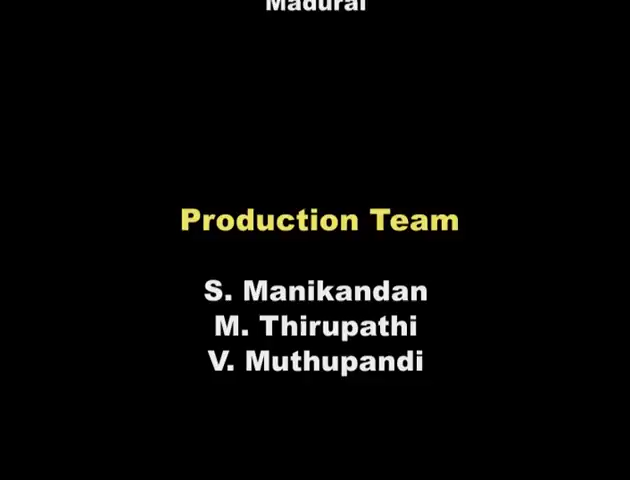 Madurai
Production Team
S. Manikandan
M. Thirupathi
V. Muthupandi